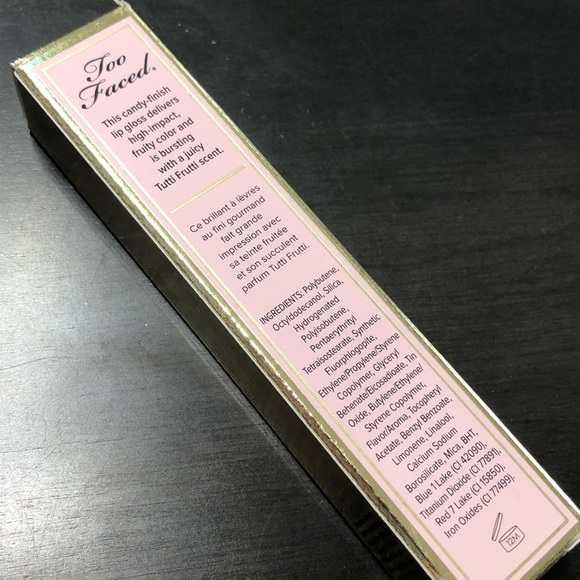 Too
Faced®
This candy-finish
lip gloss delivers
high-impact,
fruity color and
is bursting
with a juicy
Tutti Frutti scent.
Ce brillant à lèvres
au fini gourmand
fait grande
impression avec
sa teinte fruitée
et son succulent
parfum Tutti Frutti.
INGREDIENTS: Polybutene,
Octyldodecanol, Silica,
Hydrogenated
Polyisobutene,
Pentaerythrityl
Tetraisostearate, Synthetic
Fluorphlogopite,
Ethylene/Propylene/Styrene
Copolymer, Glyceryl
Behenate/Eicosadioate, Tin
Oxide, Butylene/Ethylene/
Styrene Copolymer,
Flavor/Aroma, Tocopheryl
Acetate, Benzyl Benzoate,
Limonene, Linalool,
Calcium Sodium
Borosilicate, Mica, BHT,
Blue 1 Lake (CI 42090),
Titanium Dioxide (CI 77891),
Red 7 Lake (CI 15850),
Iron Oxides (CI 77499).
12M